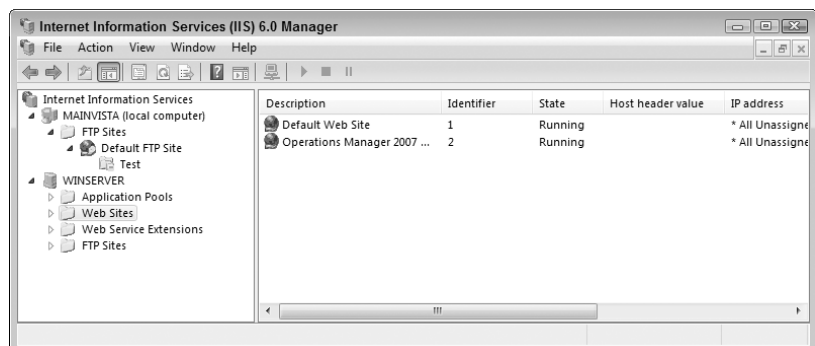 Internet Information Services (IIS) 6.0 Manager
File Action View Window Help
Internet Information Services
MAINVISTA (local computer)
FTP Sites
Default FTP Site
Test
WINSERVER
Application Pools
Web Sites
Web Service Extensions
FTP Sites
Description Identifier State Host header value IP address
Default Web Site 1 Running * All Unassigne
Operations Manager 2007 ... 2 Running * All Unassigne